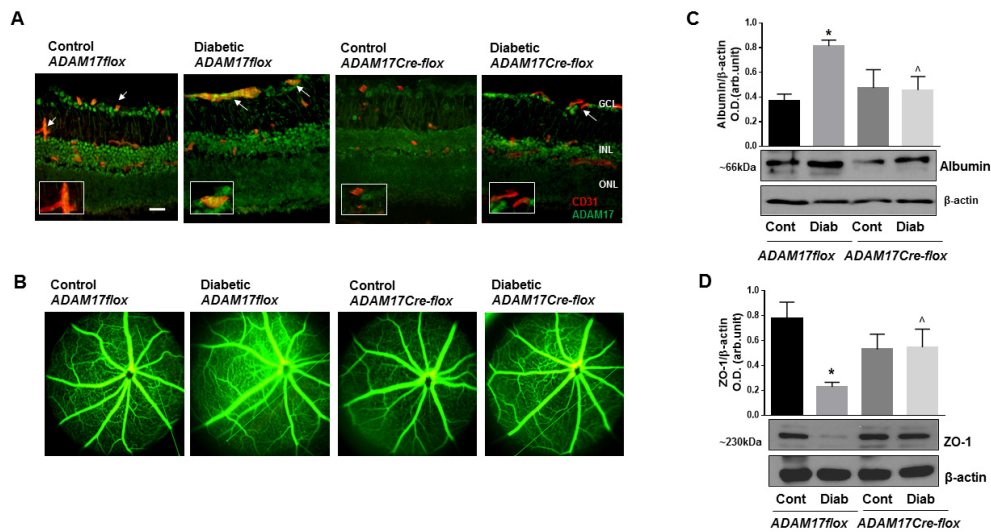 A
Control
ADAM17flox
Diabetic
ADAM17flox
Control
ADAM17Cre-flox
Diabetic
ADAM17Cre-flox
GCL
INL
ONL
CD31
ADAM17
B
Control
ADAM17flox
Diabetic
ADAM17flox
Control
ADAM17Cre-flox
Diabetic
ADAM17Cre-flox
C
Albumin/β-actin
O.D.(arb.unit)
1.0
0.8
0.6
0.4
0.2
0.0
*
^
~66kDa
Albumin
β-actin
Cont Diab Cont Diab
ADAM17flox ADAM17Cre-flox
D
ZO-1/β-actin
O.D. (arb.unit)
1.0
0.8
0.6
0.4
0.2
0.0
*
^
~230kDa
ZO-1
β-actin
Cont Diab Cont Diab
ADAM17flox ADAM17Cre-flox